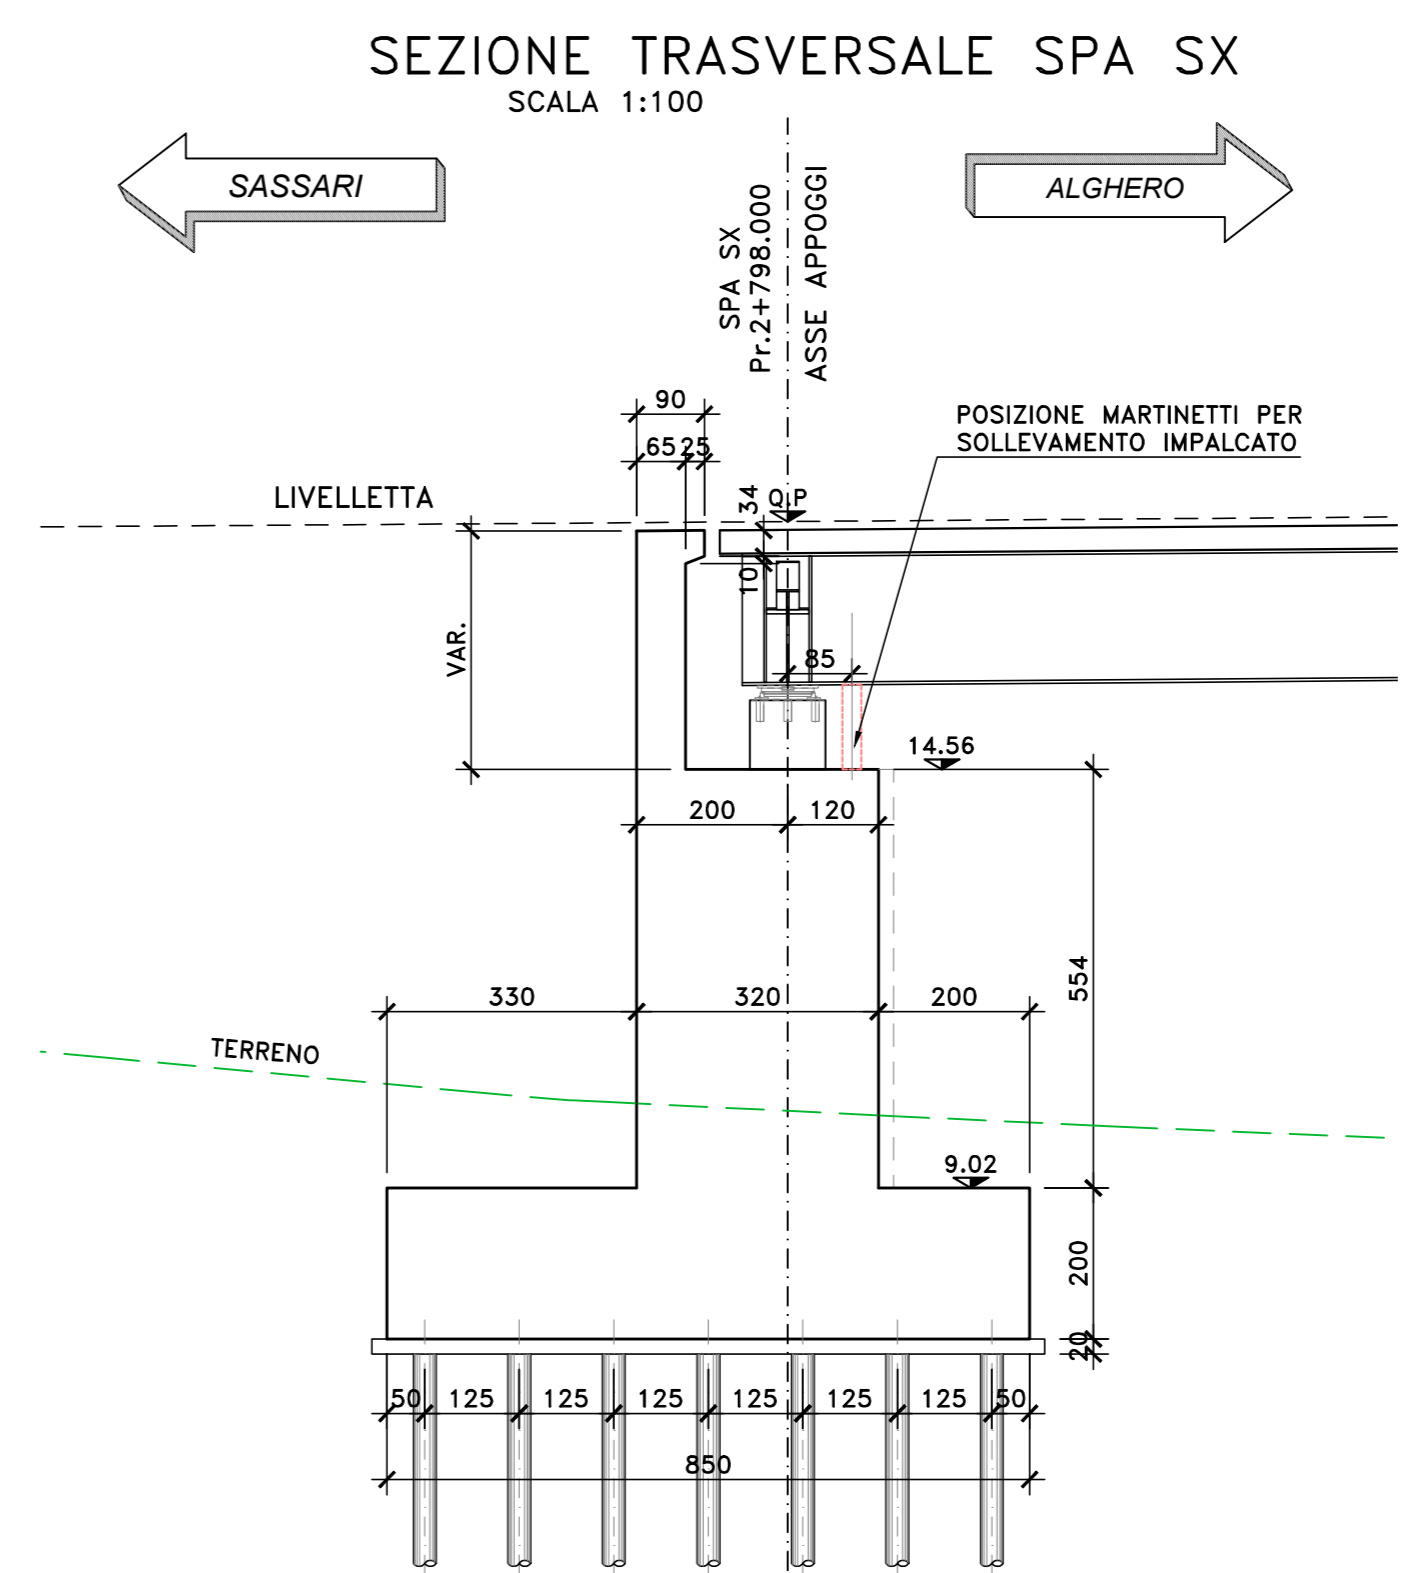 SEZIONE TRASVERSALE SPA SX
SCALA 1:100
SASSARI
ALGHERO
SPA SX
Pr.2+798.000
ASSE APPOGGI
90
65
25
POSIZIONE MARTINETTI PER
SOLLEVAMENTO IMPALCATO
LIVELLETTA
34
Q.P
10
VAR.
85
14.56
200
120
554
330
320
200
TERRENO
9.02
200
20
50
125
125
125
125
125
125
50
850